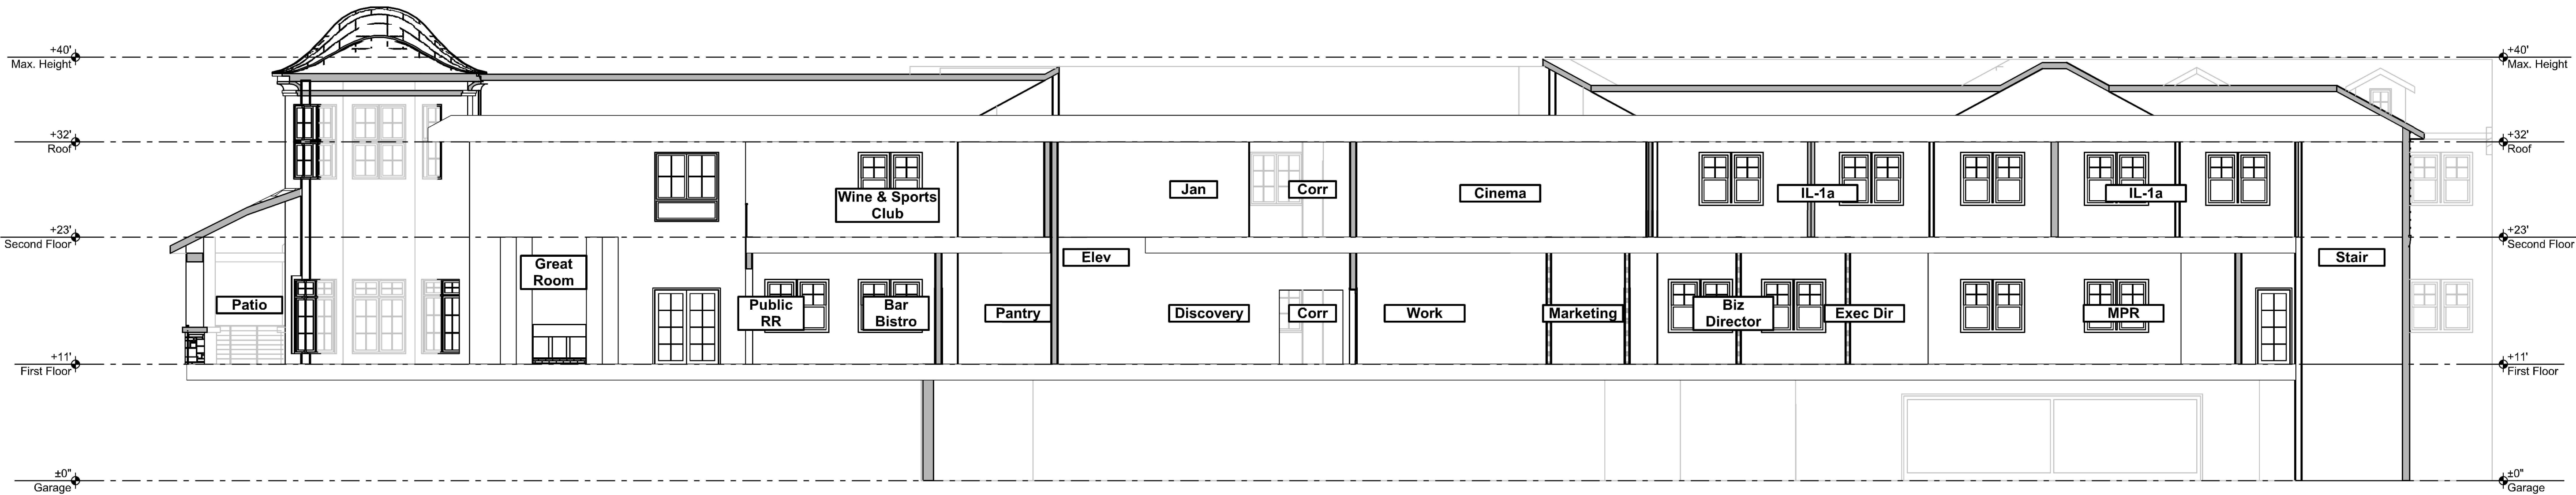 +40'
Max. Height
+40'
Max. Height
+32'
Roof
+32'
Roof
Jan
Corr
Cinema
IL-1a
IL-1a
Wine & Sports
Club
+23'
Second Floor
+23'
Second Floor
Elev
Stair
Great
Room
Patio
Public
RR
Bar
Bistro
Pantry
Discovery
Corr
Work
Marketing
Biz
Director
Exec Dir
MPR
+11'
First Floor
+11'
First Floor
±0"
Garage
±0"
Garage